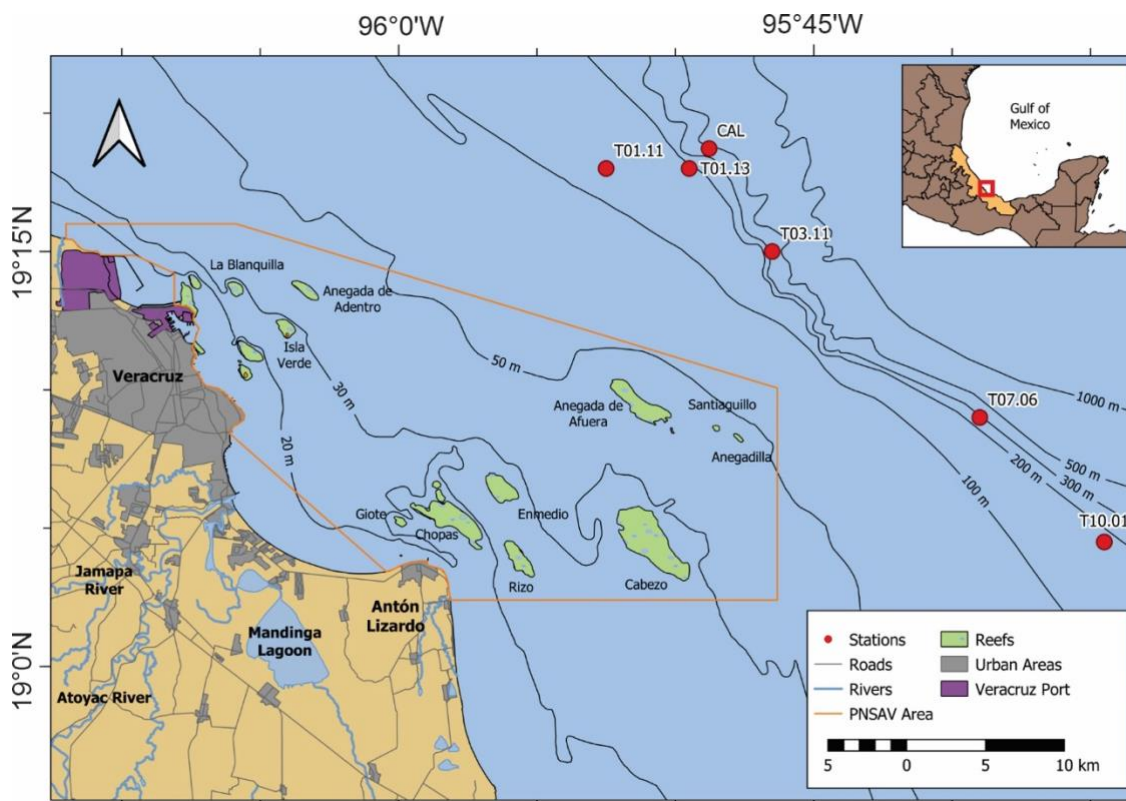 96°0'W
95°45'W
19°15'N
19°0'N
Gulf of
Mexico
CAL
T01.11
T01.13
T03.11
La Blanquilla
Anegada de
Adentro
Isla
Verde
Veracruz
50 m
30 m
20 m
1000 m
T07.06
Anegada de
Afuera
Santiaguillo
Anegadilla
500 m
300 m
200 m
100 m
T10.01
Giote
Chopas
Enmedio
Rizo
Cabezo
Jamapa
River
Antón
Lizardo
Mandinga
Lagoon
Atoyac River
Stations
Roads
Rivers
PNSAV Area
Reefs
Urban Areas
Veracruz Port
5 0 5 10 km